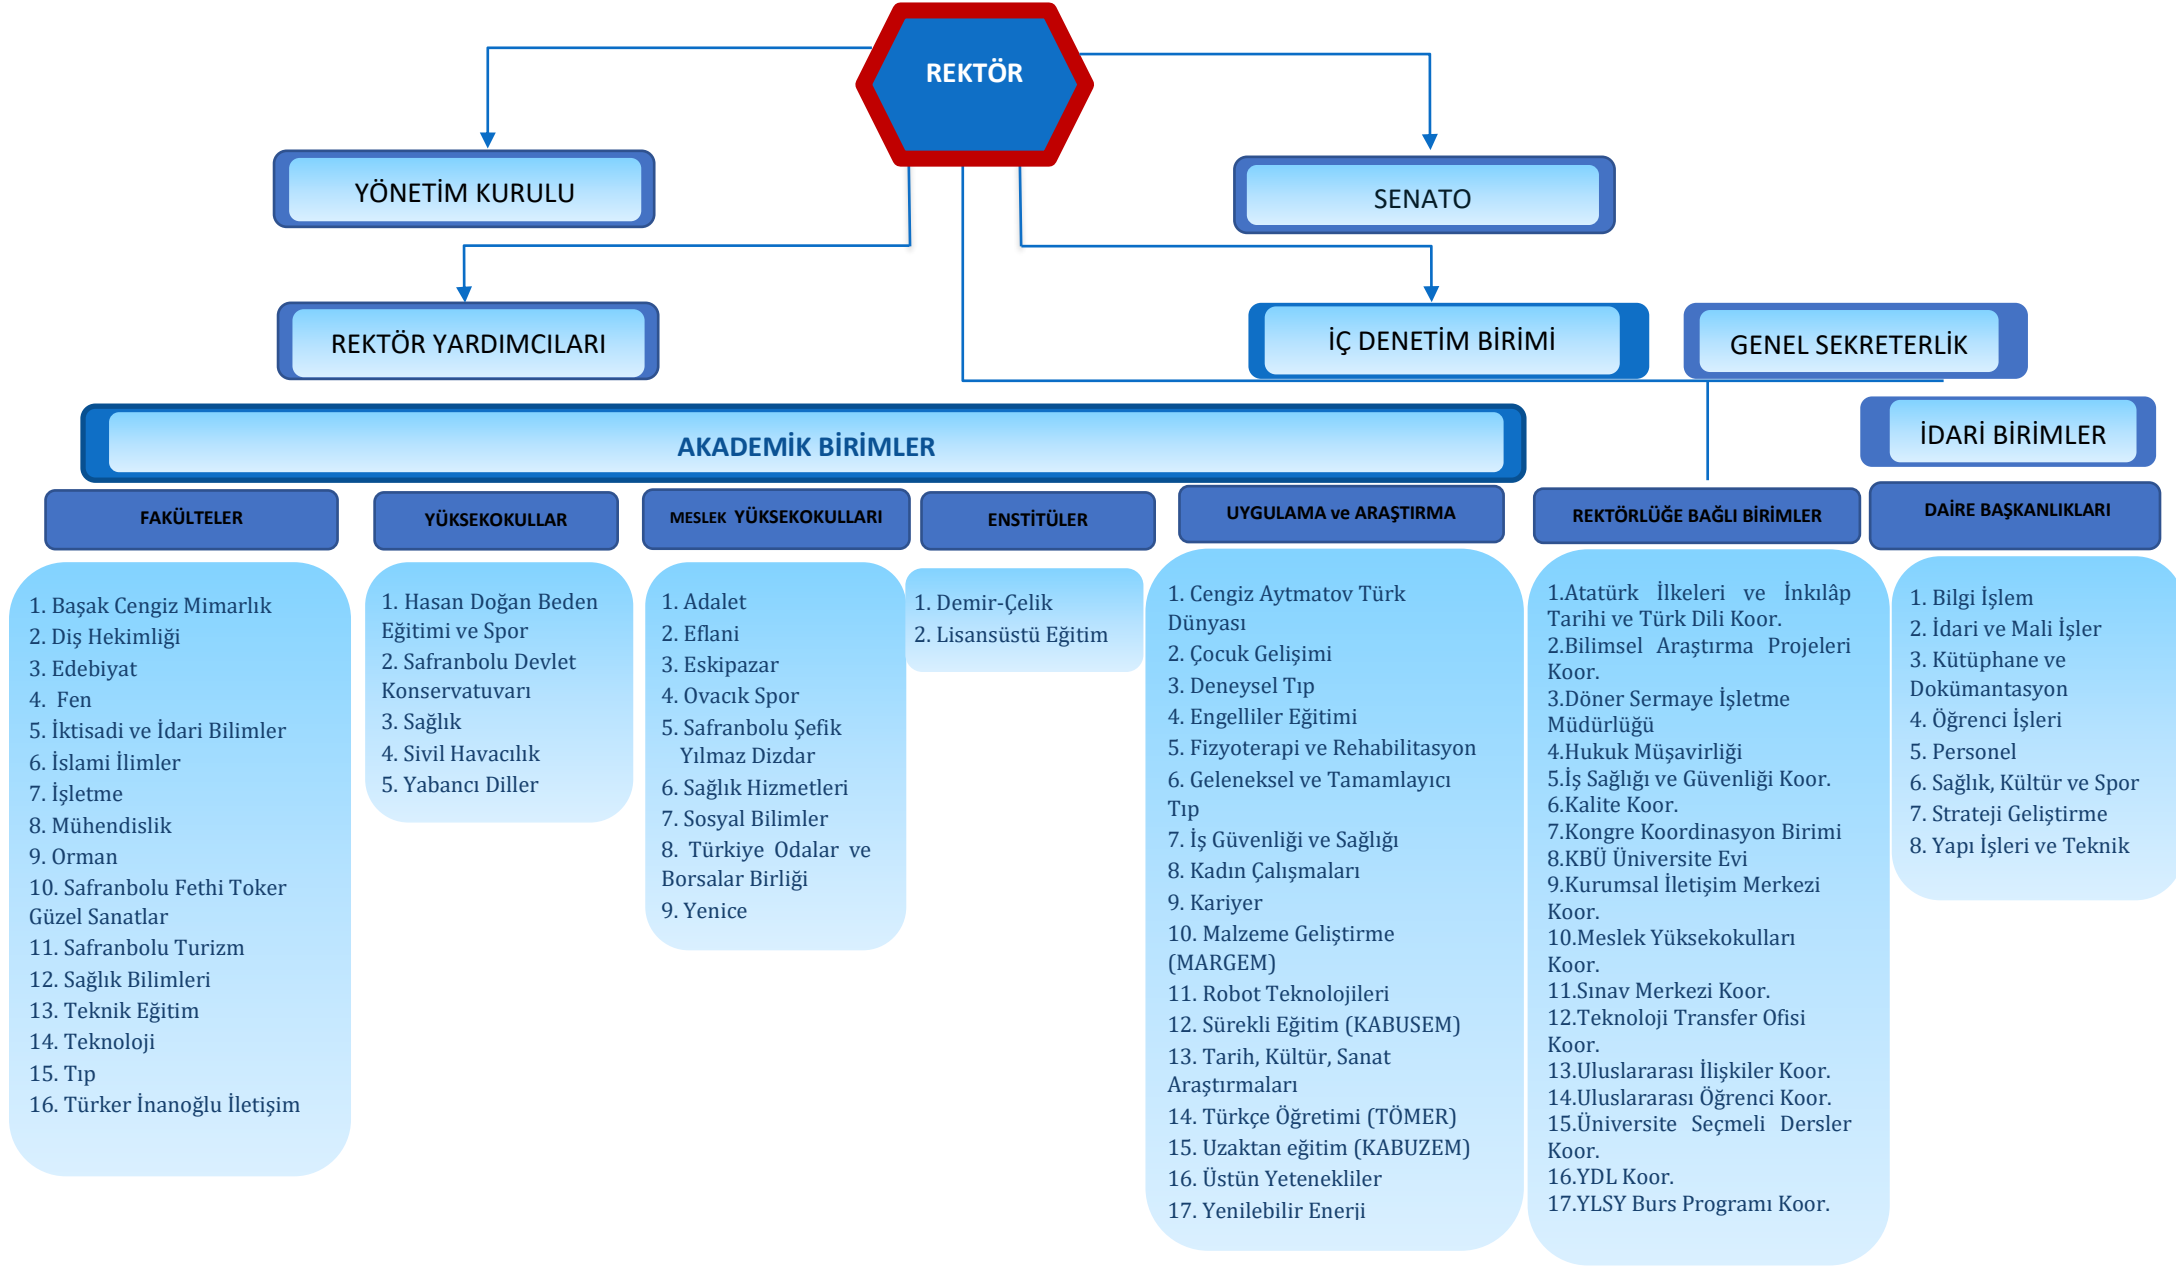 REKTÖR
YÖNETİM KURULU
SENATO
REKTÖR YARDIMCILARI
İÇ DENETİM BİRİMİ
GENEL SEKRETERLİK
AKADEMİK BİRİMLER
İDARİ BİRİMLER
FAKÜLTELER
1. Başak Cengiz Mimarlık
2. Diş Hekimliği
3. Edebiyat
4. Fen
5. İktisadi ve İdari Bilimler
6. İslami İlimler
7. İşletme
8. Mühendislik
9. Orman
10. Safranbolu Fethi Toker
Güzel Sanatlar
11. Safranbolu Turizm
12. Sağlık Bilimleri
13. Teknik Eğitim
14. Teknoloji
15. Tıp
16. Türker İnanoğlu İletişim
YÜKSEKOKULLAR
1. Hasan Doğan Beden
Eğitimi ve Spor
2. Safranbolu Devlet
Konservatuvarı
3. Sağlık
4. Sivil Havacılık
5. Yabancı Diller
MESLEK YÜKSEKOKULLARI
1. Adalet
2. Eflani
3. Eskipazar
4. Ovacık Spor
5. Safranbolu Şefik
Yılmaz Dizdar
6. Sağlık Hizmetleri
7. Sosyal Bilimler
8. Türkiye Odalar ve
Borsalar Birliği
9. Yenice
ENSTİTÜLER
1. Demir-Çelik
2. Lisansüstü Eğitim
UYGULAMA ve ARAŞTIRMA
1. Cengiz Aytmatov Türk
Dünyası
2. Çocuk Gelişimi
3. Deneysel Tıp
4. Engelliler Eğitimi
5. Fizyoterapi ve Rehabilitasyon
6. Geleneksel ve Tamamlayıcı
Tıp
7. İş Güvenliği ve Sağlığı
8. Kadın Çalışmaları
9. Kariyer
10. Malzeme Geliştirme
(MARGEM)
11. Robot Teknolojileri
12. Sürekli Eğitim (KABUSEM)
13. Tarih, Kültür, Sanat
Araştırmaları
14. Türkçe Öğretimi (TÖMER)
15. Uzaktan eğitim (KABUZEM)
16. Üstün Yetenekliler
17. Yenilebilir Enerji
REKTÖRLÜĞE BAĞLI BİRİMLER
1.Atatürk İlkeleri ve İnkılâp
Tarihi ve Türk Dili Koor.
2.Bilimsel Araştırma Projeleri
Koor.
3.Döner Sermaye İşletme
Müdürlüğü
4.Hukuk Müşavirliği
5.İş Sağlığı ve Güvenliği Koor.
6.Kalite Koor.
7.Kongre Koordinasyon Birimi
8.KBÜ Üniversite Evi
9.Kurumsal İletişim Merkezi
Koor.
10.Meslek Yüksekokulları
Koor.
11.Sınav Merkezi Koor.
12.Teknoloji Transfer Ofisi
Koor.
13.Uluslararası İlişkiler Koor.
14.Uluslararası Öğrenci Koor.
15.Üniversite Seçmeli Dersler
Koor.
16.YDL Koor.
17.YLSY Burs Programı Koor.
DAİRE BAŞKANLIKLARI
1. Bilgi İşlem
2. İdari ve Mali İşler
3. Kütüphane ve
Dokümantasyon
4. Öğrenci İşleri
5. Personel
6. Sağlık, Kültür ve Spor
7. Strateji Geliştirme
8. Yapı İşleri ve Teknik